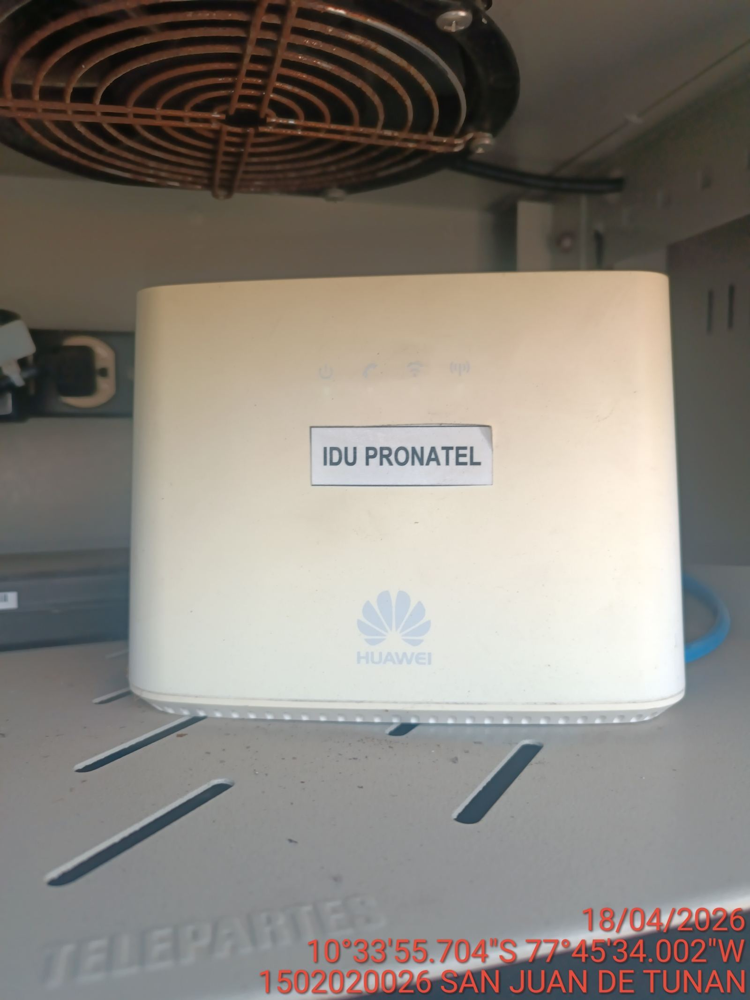 IDU PRONATEL
HUAWEI
TELEPARTES
18/04/2026
10°33'55.704"S 77°45'34.002"W
1502020026 SAN JUAN DE TUNAN